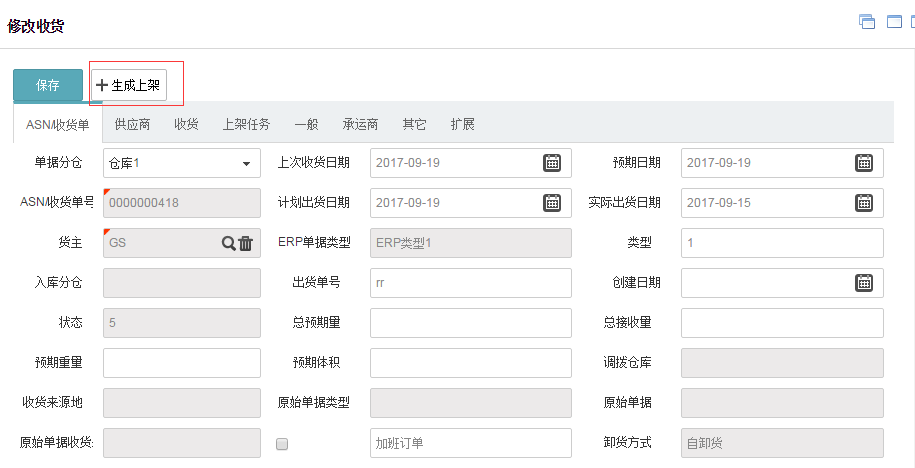 修改收货
保存 生成上架
ASN/收货单 供应商 收货 上架任务 一般 承运商 其它 扩展
单据分仓 仓库1 上次收货日期 2017-09-19 预期日期 2017-09-19
ASN/收货单号 0000000418 计划出货日期 2017-09-19 实际出货日期 2017-09-15
货主 GS ERP单据类型 ERP类型1 类型 1
入库分仓 出货单号 rr 创建日期
状态 5 总预期量 总接收量
预期重量 预期体积 调拨仓库
收货来源地 原始单据类型 原始单据
原始单据收货 加班订单 卸货方式 自卸货